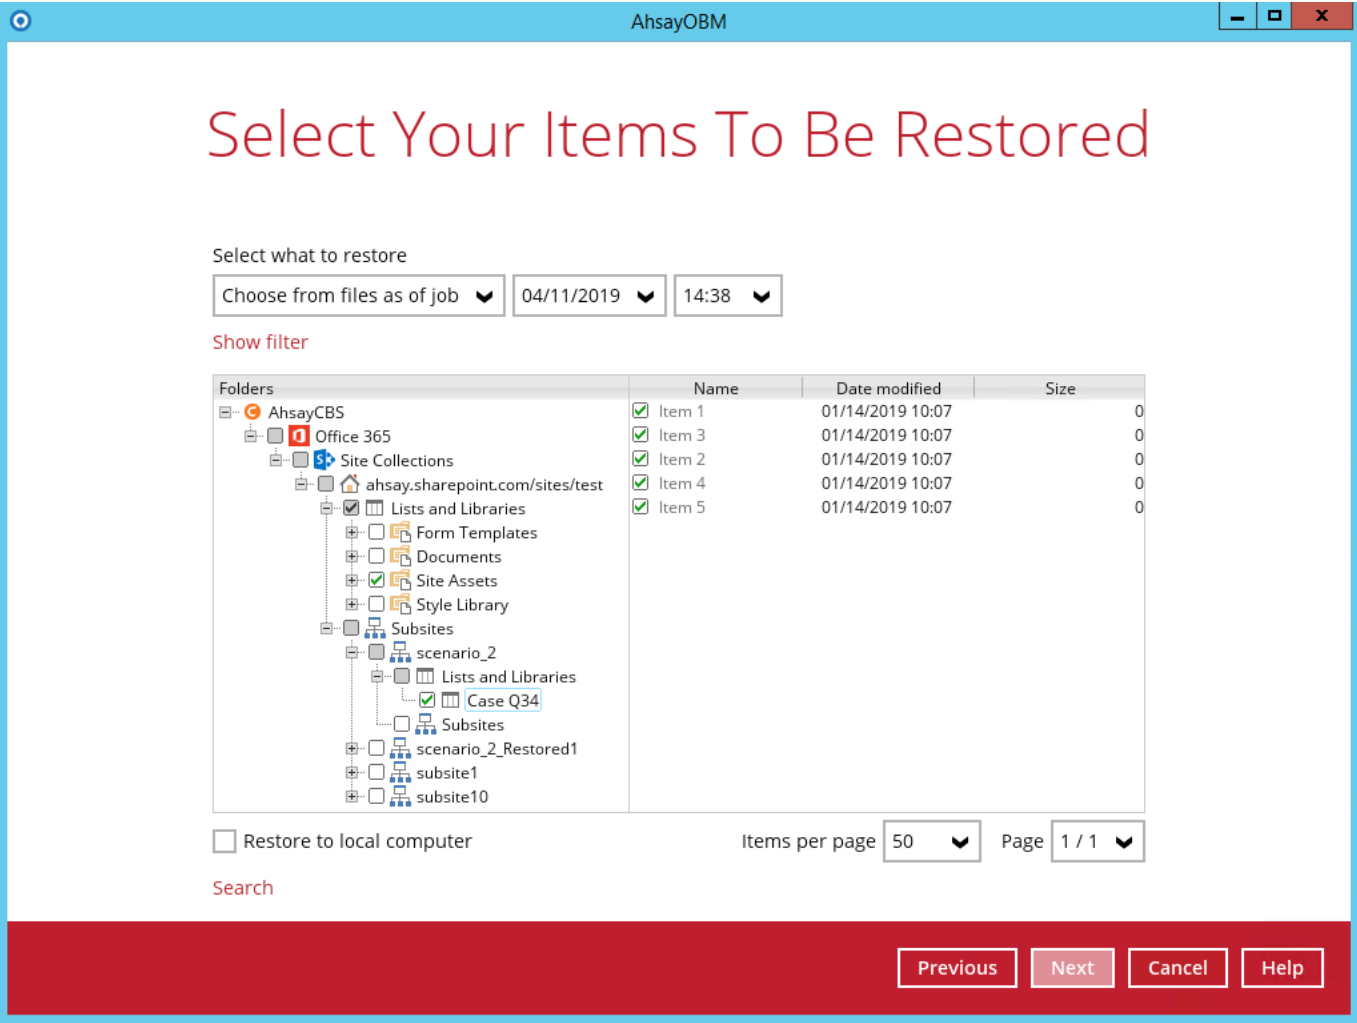 AhsayOBM
Select Your Items To Be Restored
Select what to restore
Choose from files as of job 04/11/2019 14:38
Show filter
Folders Name Date modified Size
AhsayCBS
Office 365
Site Collections
ahsay.sharepoint.com/sites/test
Lists and Libraries
Form Templates
Documents
Site Assets
Style Library
Subsites
scenario_2
Lists and Libraries
Case Q34
Subsites
scenario_2_Restored1
subsite1
subsite10
Item 1 01/14/2019 10:07 0
Item 3 01/14/2019 10:07 0
Item 2 01/14/2019 10:07 0
Item 4 01/14/2019 10:07 0
Item 5 01/14/2019 10:07 0
Restore to local computer Items per page 50 Page 1 / 1
Search
Previous Next Cancel Help